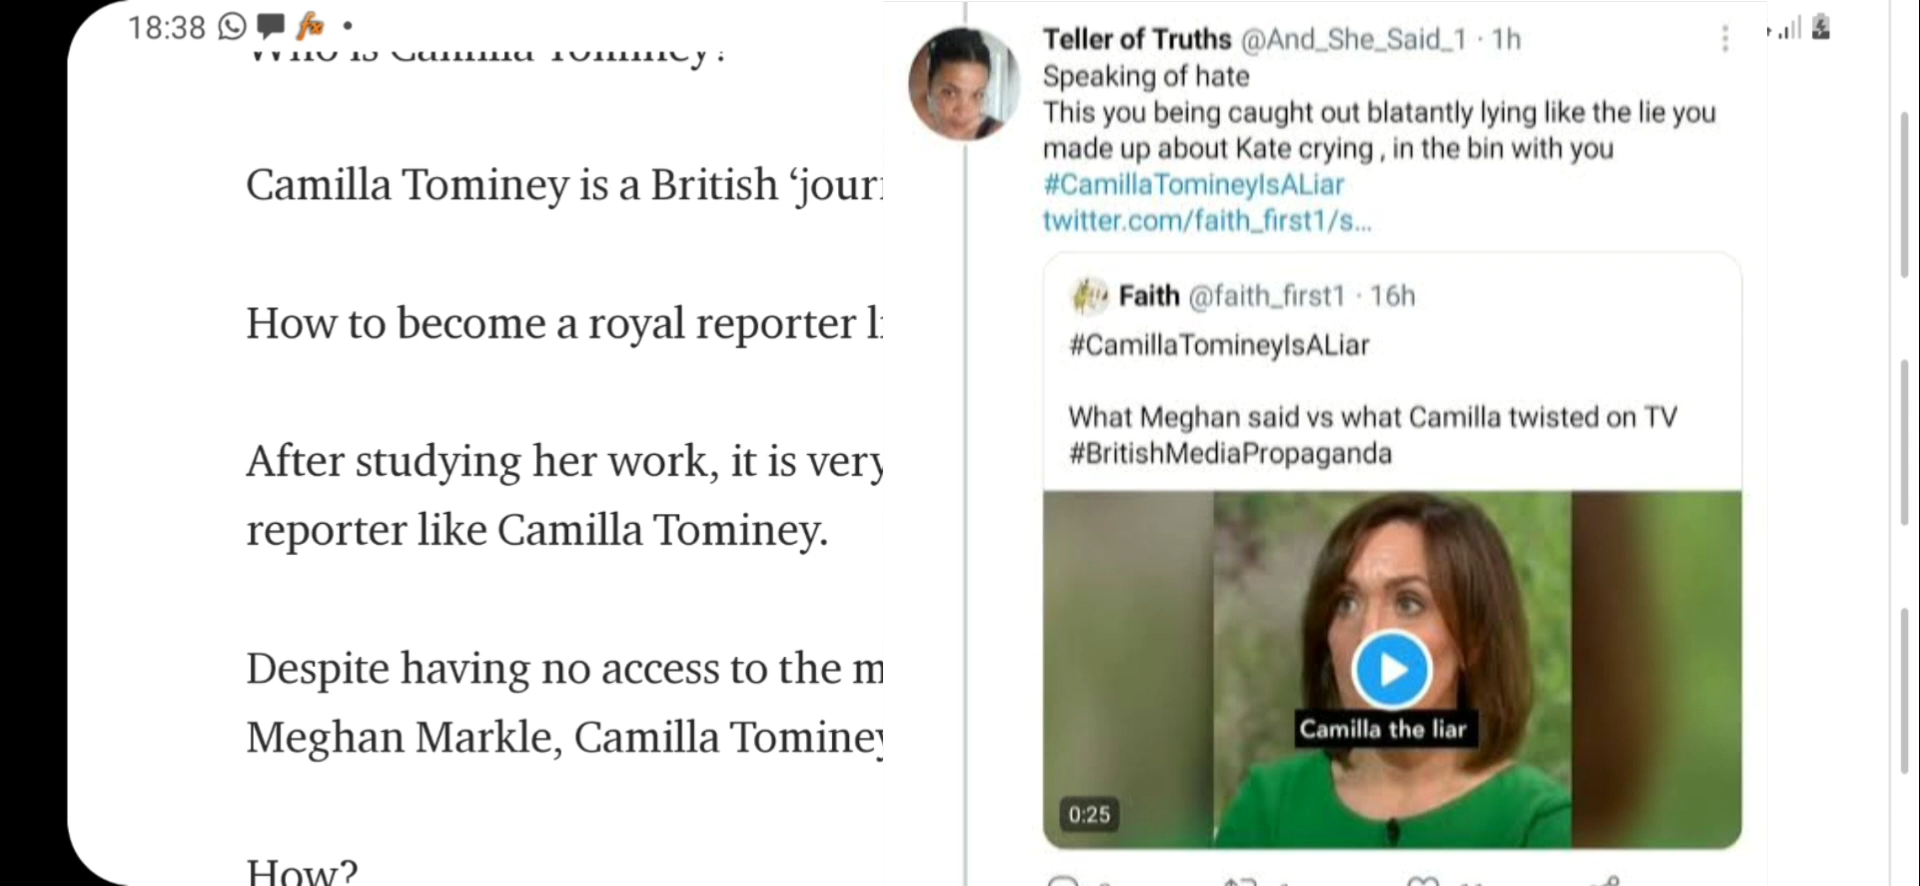 18:38
Who is Camilla Tominey?
Camilla Tominey is a British ‘jour
How to become a royal reporter
After studying her work, it is very
reporter like Camilla Tominey.
Despite having no access to the
Meghan Markle, Camilla Tominey
How?
Teller of Truths @And_She_Said_1 · 1h
Speaking of hate
This you being caught out blatantly lying like the lie you
made up about Kate crying , in the bin with you
#CamillaTomineyIsALiar
twitter.com/faith_first1/s...
Faith @faith_first1 · 16h
#CamillaTomineyIsALiar
What Meghan said vs what Camilla twisted on TV
#BritishMediaPropaganda
Camilla the liar
0:25